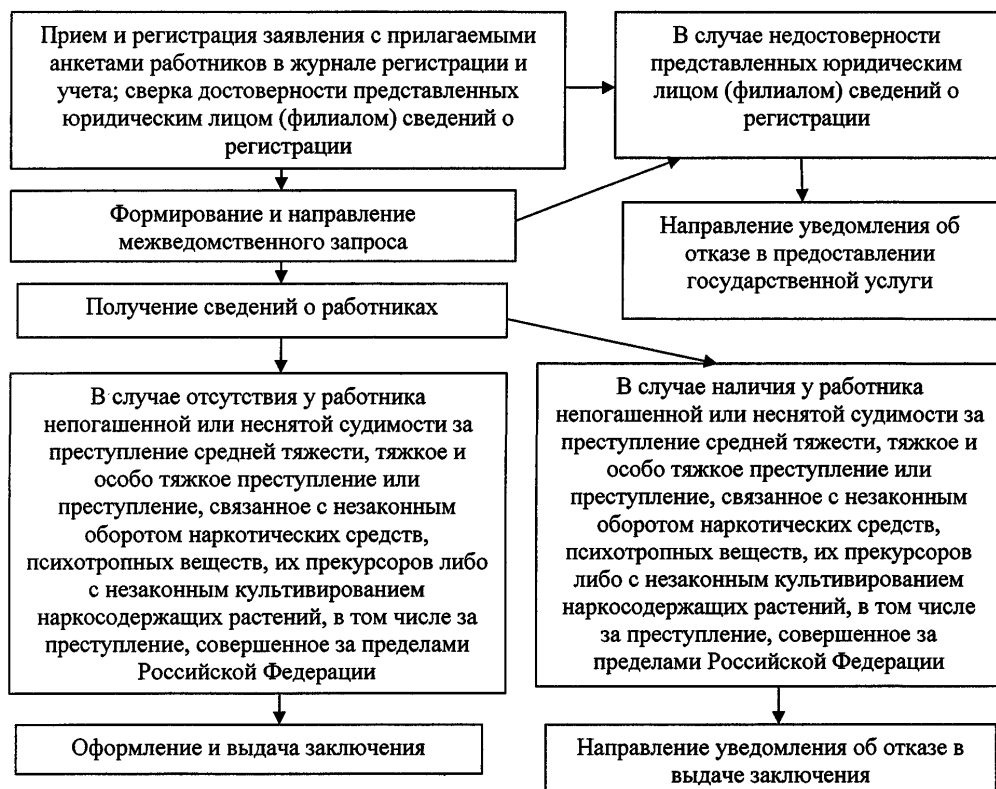 Прием и регистрация заявления с прилагаемыми
анкетами работников в журнале регистрации и
учета; сверка достоверности представленных
юридическим лицом (филиалом) сведений о
регистрации
В случае недостоверности
представленных юридическим
лицом (филиалом) сведений о
регистрации
Формирование и направление
межведомственного запроса
Направление уведомления об
отказе в предоставлении
государственной услуги
Получение сведений о работниках
В случае отсутствия у работника
непогашенной или неснятой судимости за
преступление средней тяжести, тяжкое и
особо тяжкое преступление или
преступление, связанное с незаконным
оборотом наркотических средств,
психотропных веществ, их прекурсоров либо
с незаконным культивированием
наркосодержащих растений, в том числе за
преступление, совершенное за пределами
Российской Федерации
В случае наличия у работника
непогашенной или неснятой судимости за
преступление средней тяжести, тяжкое и
особо тяжкое преступление или
преступление, связанное с незаконным
оборотом наркотических средств,
психотропных веществ, их прекурсоров
либо с незаконным культивированием
наркосодержащих растений, в том числе
за преступление, совершенное за
пределами Российской Федерации
Оформление и выдача заключения
Направление уведомления об отказе в
выдаче заключения